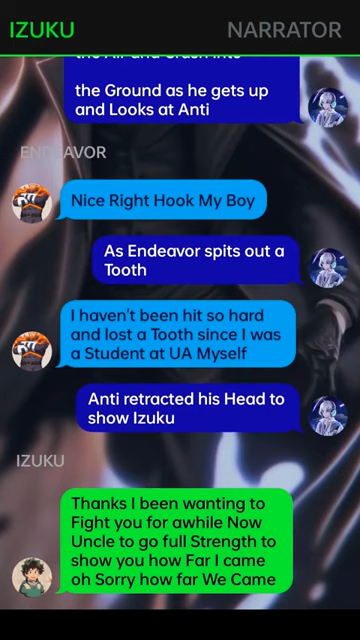 IZUKU
NARRATOR
the Ground as he gets up
and Looks at Anti
ENDEAVOR
Nice Right Hook My Boy
As Endeavor spits out a
Tooth
I haven't been hit so hard
and lost a Tooth since I was
a Student at UA Myself
Anti retracted his Head to
show Izuku
IZUKU
Thanks I been wanting to
Fight you for awhile Now
Uncle to go full Strength to
show you how Far I came
oh Sorry how far We Came